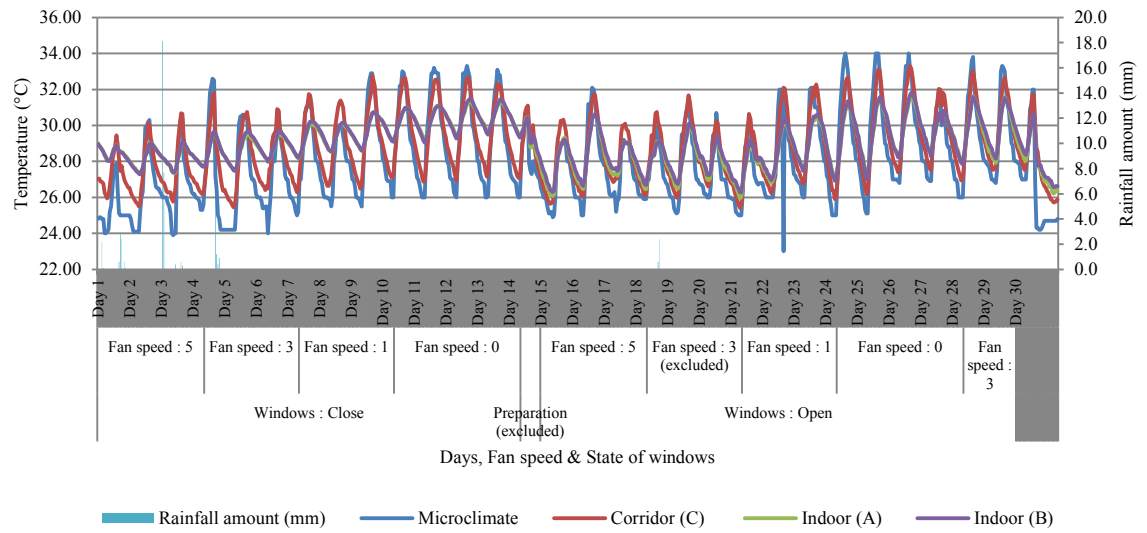 36.00
34.00
32.00
30.00
28.00
26.00
24.00
22.00
Temperature (°C)
20.0
18.0
16.0
14.0
12.0
10.0
8.0
6.0
4.0
2.0
0.0
Rainfall amount (mm)
Day 1
Day 2
Day 3
Day 4
Day 5
Day 6
Day 7
Day 8
Day 9
Day 10
Day 11
Day 12
Day 13
Day 14
Day 15
Day 16
Day 17
Day 18
Day 19
Day 20
Day 21
Day 22
Day 23
Day 24
Day 25
Day 26
Day 27
Day 28
Day 29
Day 30
Fan speed : 5
Fan speed : 3
Fan speed : 1
Fan speed : 0
Fan speed : 5
Fan speed : 3
(excluded)
Fan speed : 1
Fan speed : 0
Fan
speed :
3
Windows : Close
Preparation
(excluded)
Windows : Open
Days, Fan speed & State of windows
Rainfall amount (mm)
Microclimate
Corridor (C)
Indoor (A)
Indoor (B)